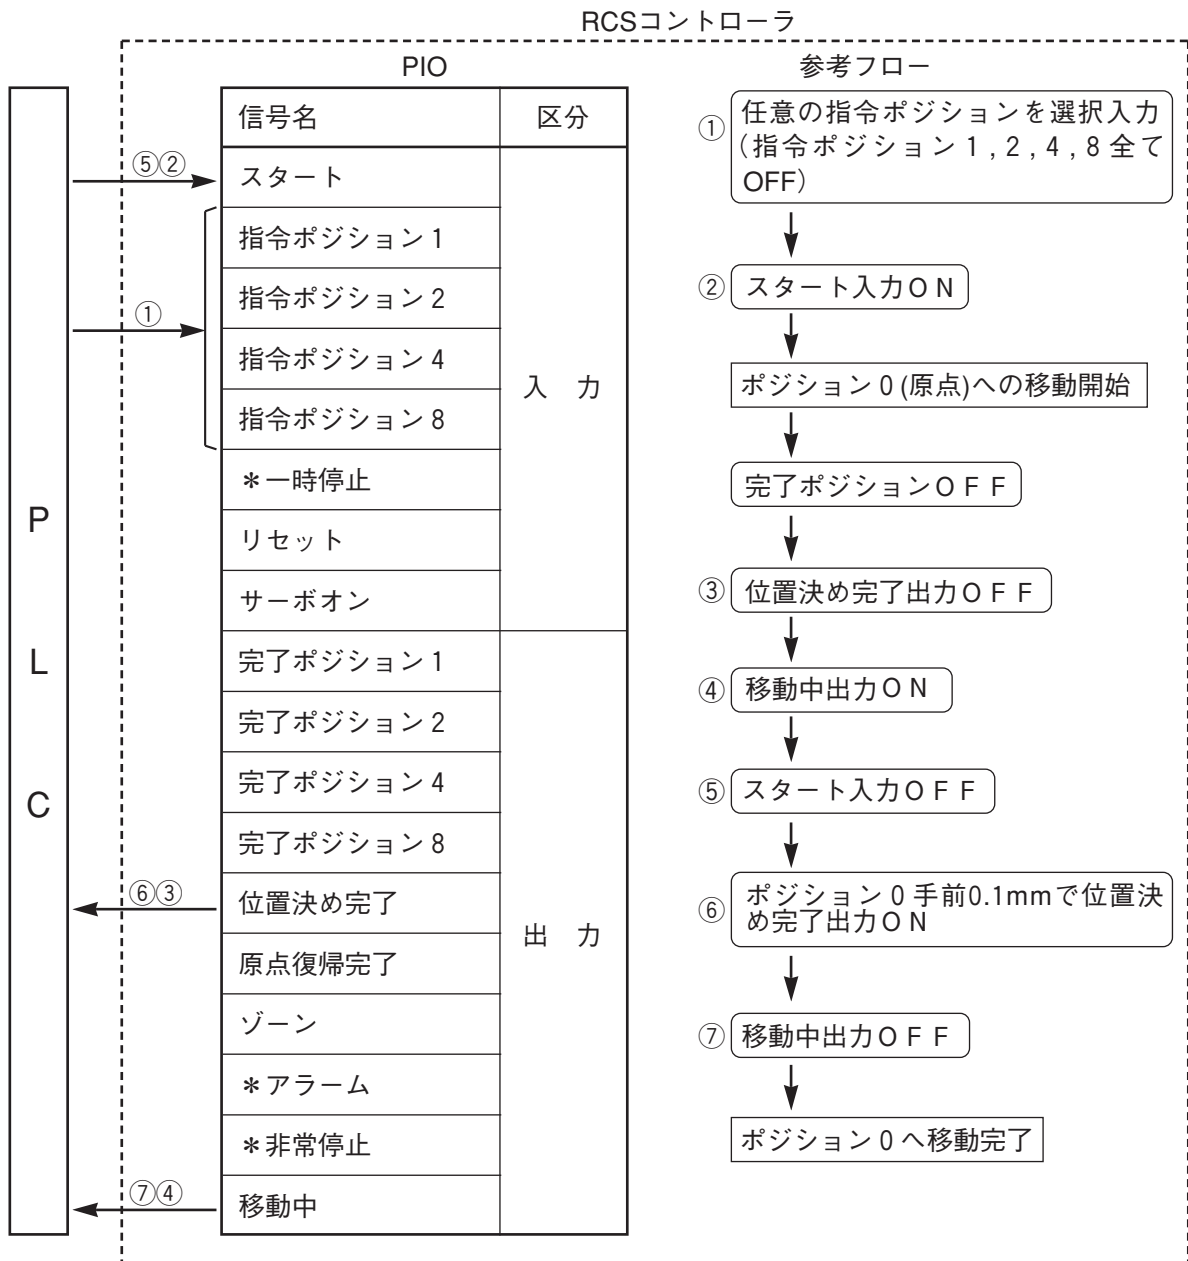 RCSコントローラ
PIO
参考フロー
PLC
信号名 区分
スタート
指令ポジション1
指令ポジション2
指令ポジション4
指令ポジション8
＊一時停止
リセット
サーボオン
入 力
完了ポジション1
完了ポジション2
完了ポジション4
完了ポジション8
位置決め完了
原点復帰完了
ゾーン
＊アラーム
＊非常停止
移動中
出 力
⑤②
①
⑥③
⑦④
① 任意の指令ポジションを選択入力
（指令ポジション1,2,4,8全て
OFF）
② スタート入力ON
ポジション0(原点)への移動開始
完了ポジションOFF
③ 位置決め完了出力OFF
④ 移動中出力ON
⑤ スタート入力OFF
⑥ ポジション0手前0.1mmで位置決
め完了出力ON
⑦ 移動中出力OFF
ポジション0へ移動完了